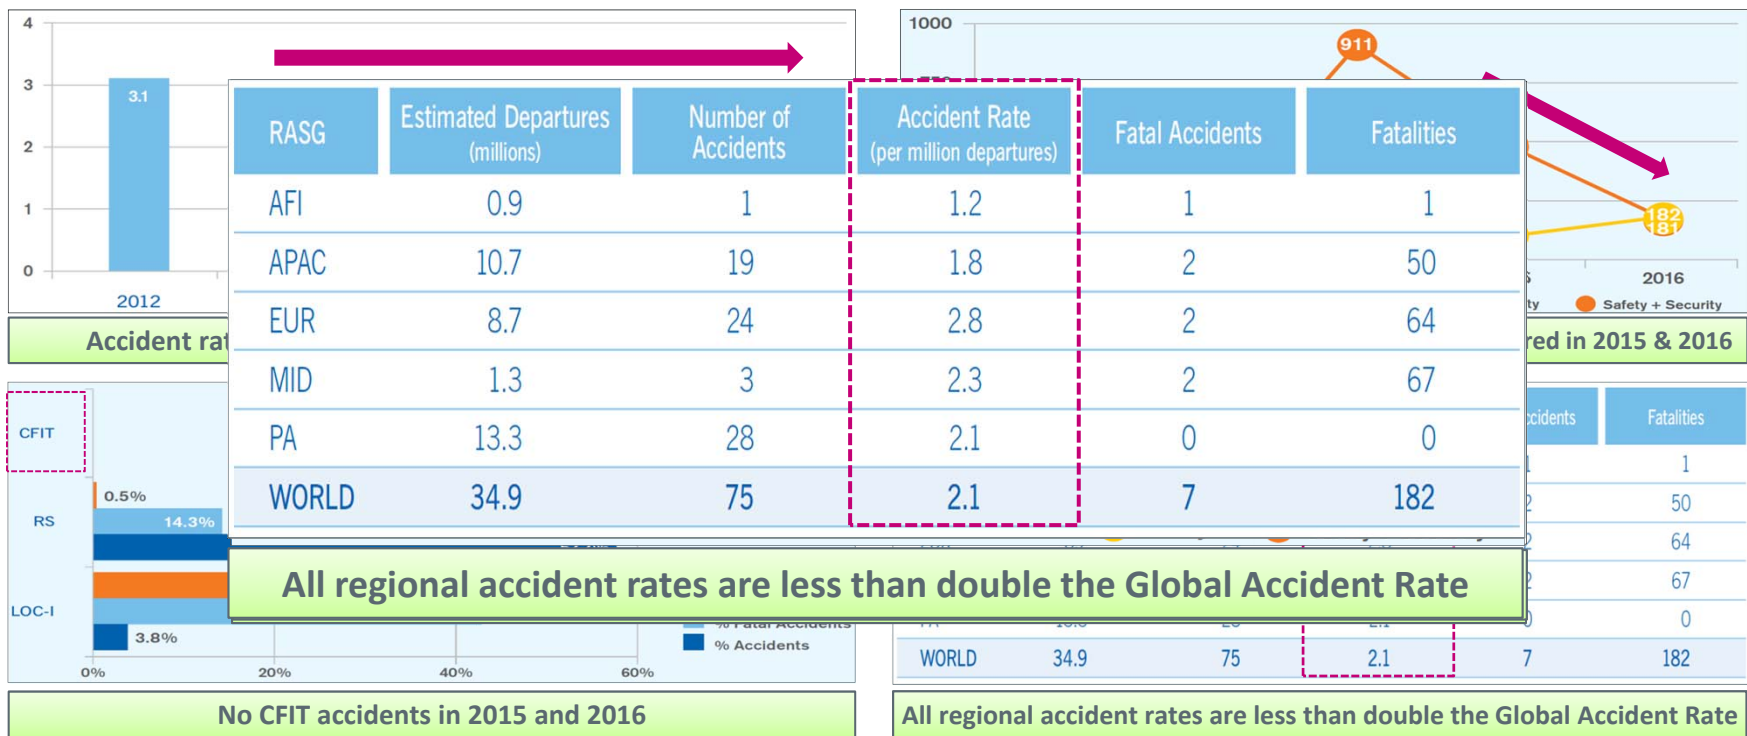 4
3
2
1
0
3.1
2012
Accident
1000
911
182
181
2016
Safety + Security
red in 2015 & 2016
RASG Estimated Departures (millions) Number of Accidents Accident Rate (per million departures) Fatal Accidents Fatalities
AFI 0.9 1 1.2 1 1
APAC 10.7 19 1.8 2 50
EUR 8.7 24 2.8 2 64
MID 1.3 3 2.3 2 67
PA 13.3 28 2.1 0 0
WORLD 34.9 75 2.1 7 182
All regional accident rates are less than double the Global Accident Rate
CFIT
RS
LOC-I
0.5%
14.3%
3.8%
0% 20% 40% 60%
% Fatal Accidents
% Accidents
No CFIT accidents in 2015 and 2016
Fatalities
1
50
64
67
0
WORLD 34.9 75 2.1 7 182
All regional accident rates are less than double the Global Accident Rate